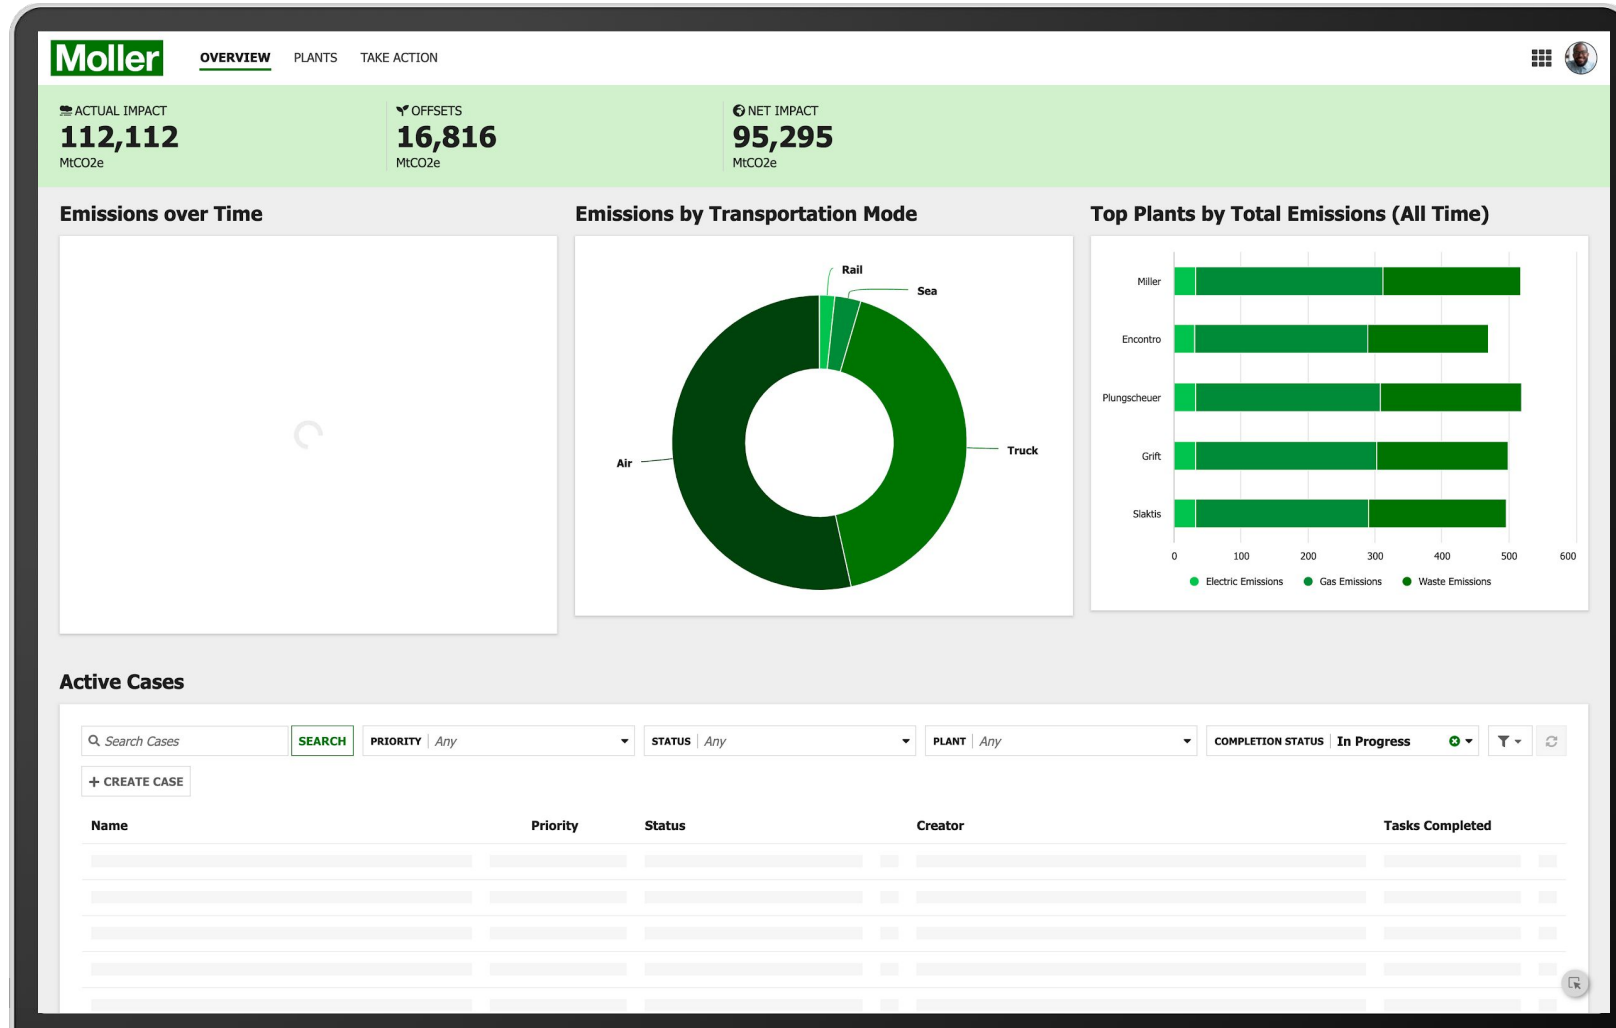 Moller
OVERVIEW PLANTS TAKE ACTION
ACTUAL IMPACT
112,112
MtCO2e
OFFSETS
16,816
MtCO2e
NET IMPACT
95,295
MtCO2e
Emissions over Time
Emissions by Transportation Mode
Rail
Sea
Truck
Air
Top Plants by Total Emissions (All Time)
Miller
Encontro
Plungscheuer
Grift
Slaktis
0 100 200 300 400 500 600
Electric Emissions Gas Emissions Waste Emissions
Active Cases
Search Cases SEARCH PRIORITY Any STATUS Any PLANT Any COMPLETION STATUS In Progress
+ CREATE CASE
Name Priority Status Creator Tasks Completed